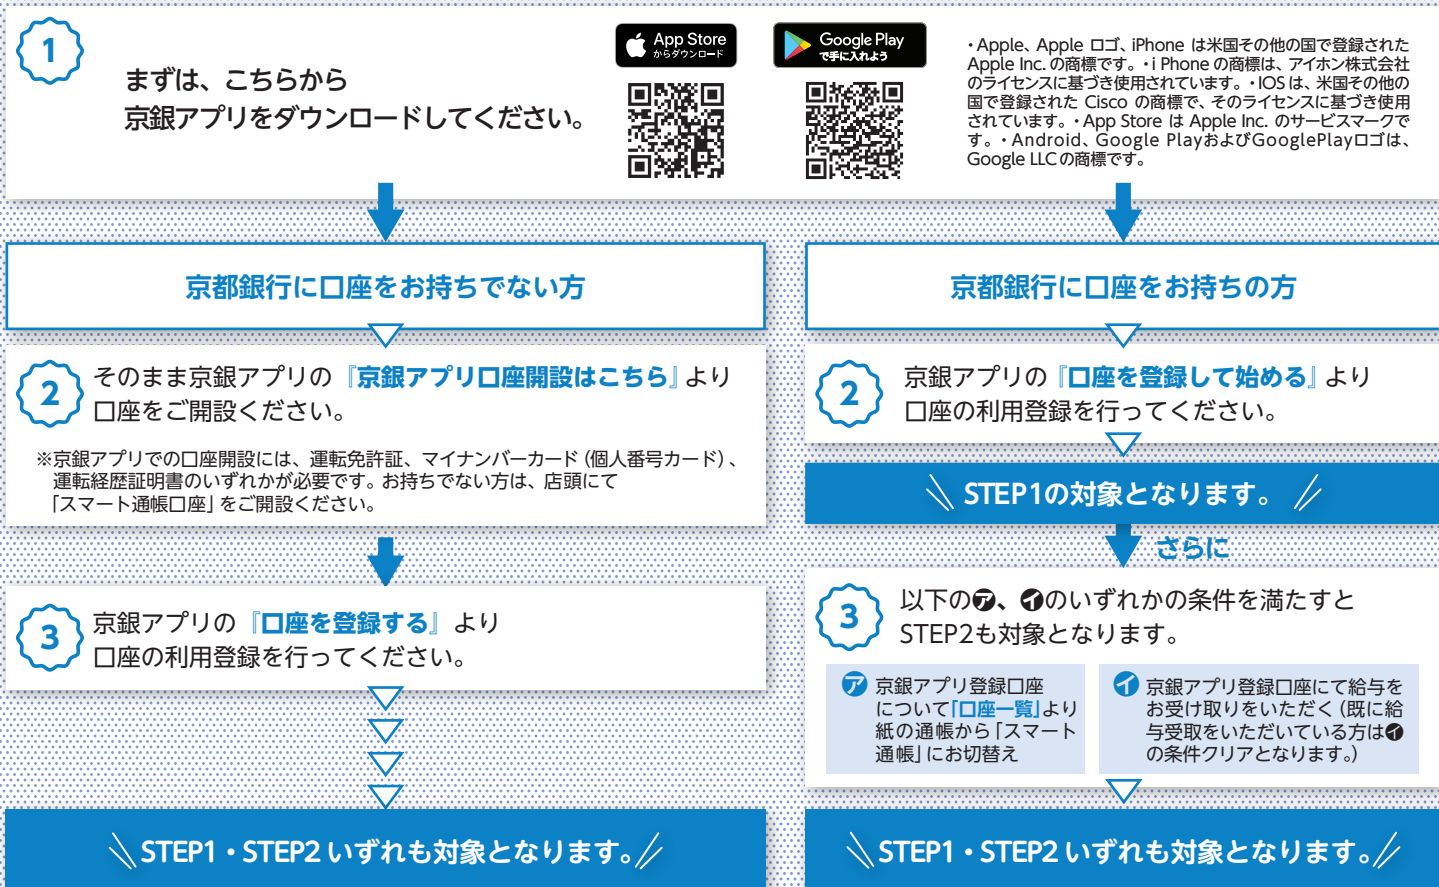 1
まずは、こちらから
京銀アプリをダウンロードしてください。
App Store
からダウンロード
Google Play
で手に入れよう
・Apple、Apple ロゴ、iPhone は米国その他の国で登録された
Apple Inc. の商標です。・i Phone の商標は、アイホン株式会社
のライセンスに基づき使用されています。・IOS は、米国その他の
国で登録された Cisco の商標で、そのライセンスに基づき使用
されています。・App Store は Apple Inc. のサービスマークで
す。・Android、Google PlayおよびGooglePlayロゴは、
Google LLCの商標です。
京都銀行に口座をお持ちでない方
2
そのまま京銀アプリの『京銀アプリ口座開設はこちら』より
口座をご開設ください。
※京銀アプリでの口座開設には、運転免許証、マイナンバーカード（個人番号カード）、
運転経歴証明書のいずれかが必要です。お持ちでない方は、店頭にて
「スマート通帳口座」をご開設ください。
3
京銀アプリの『口座を登録する』より
口座の利用登録を行ってください。
STEP1・STEP2 いずれも対象となります。
京都銀行に口座をお持ちの方
2
京銀アプリの『口座を登録して始める』より
口座の利用登録を行ってください。
STEP1の対象となります。
さらに
3
以下のア、イのいずれかの条件を満たすと
STEP2も対象となります。
ア 京銀アプリ登録口座
について「口座一覧」より
紙の通帳から「スマート
通帳」にお切替え
イ 京銀アプリ登録口座にて給与を
お受け取りをいただく（既に給
与受取をいただいている方はイ
の条件クリアとなります。）
STEP1・STEP2 いずれも対象となります。